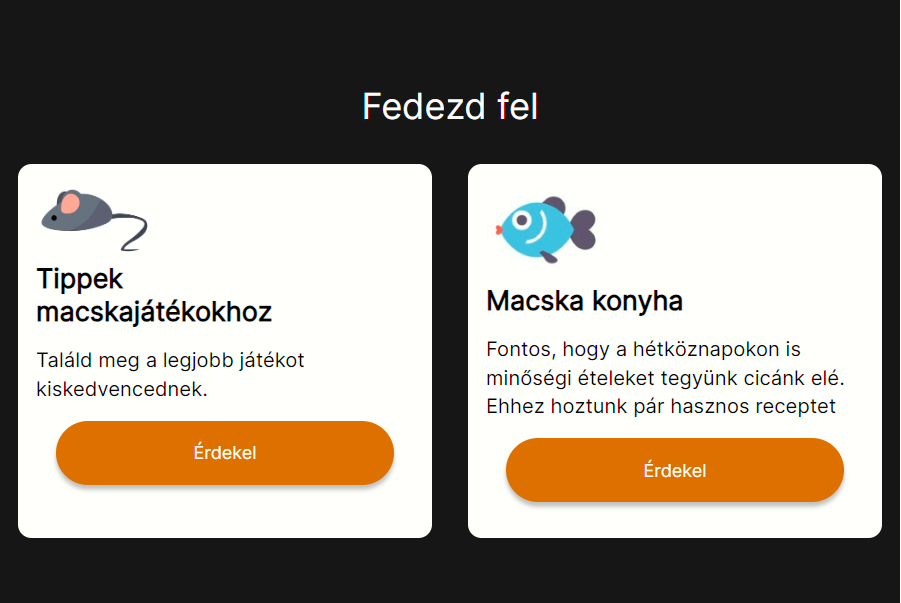 Fedezd fel
Tippek
macskajátékokhoz
Találd meg a legjobb játékot
kiskedvencednek.
Érdekel
Macska konyha
Fontos, hogy a hétköznapokon is
minőségi ételeket tegyünk cicánk elé.
Ehhez hoztunk pár hasznos receptet
Érdekel